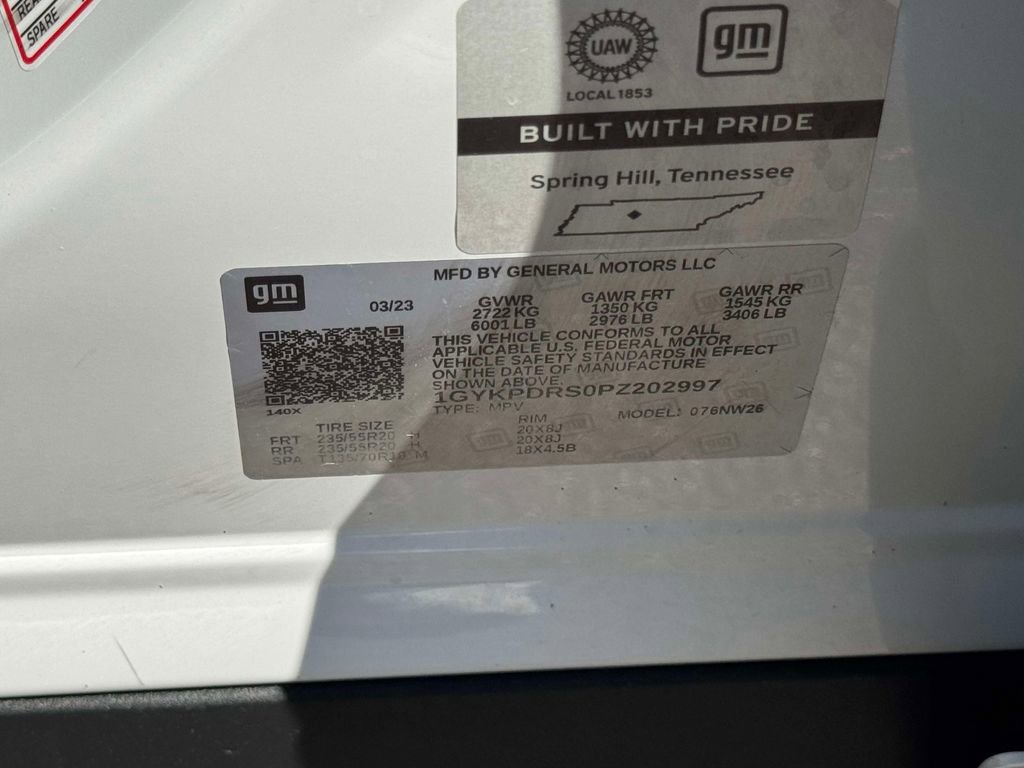 REA
SPARE
UAW
gm
LOCAL 1853
BUILT WITH PRIDE
Spring Hill, Tennessee
gm
MFD BY GENERAL MOTORS LLC
03/23
GVWR
2722 KG
6001 LB
GAWR FRT
1350 KG
2976 LB
GAWR RR
1545 KG
3406 LB
THIS VEHICLE CONFORMS TO ALL
APPLICABLE U.S. FEDERAL MOTOR
VEHICLE SAFETY STANDARDS IN EFFECT
ON THE DATE OF MANUFACTURE
SHOWN ABOVE.
1GYKPDRS0PZ202997
TYPE: MPV
MODEL: 076NW26
140X
TIRE SIZE
RIM
FRT 235/55R20 H 20X8J
RR 235/55R20 H 20X8J
SPA M 18X4.5B